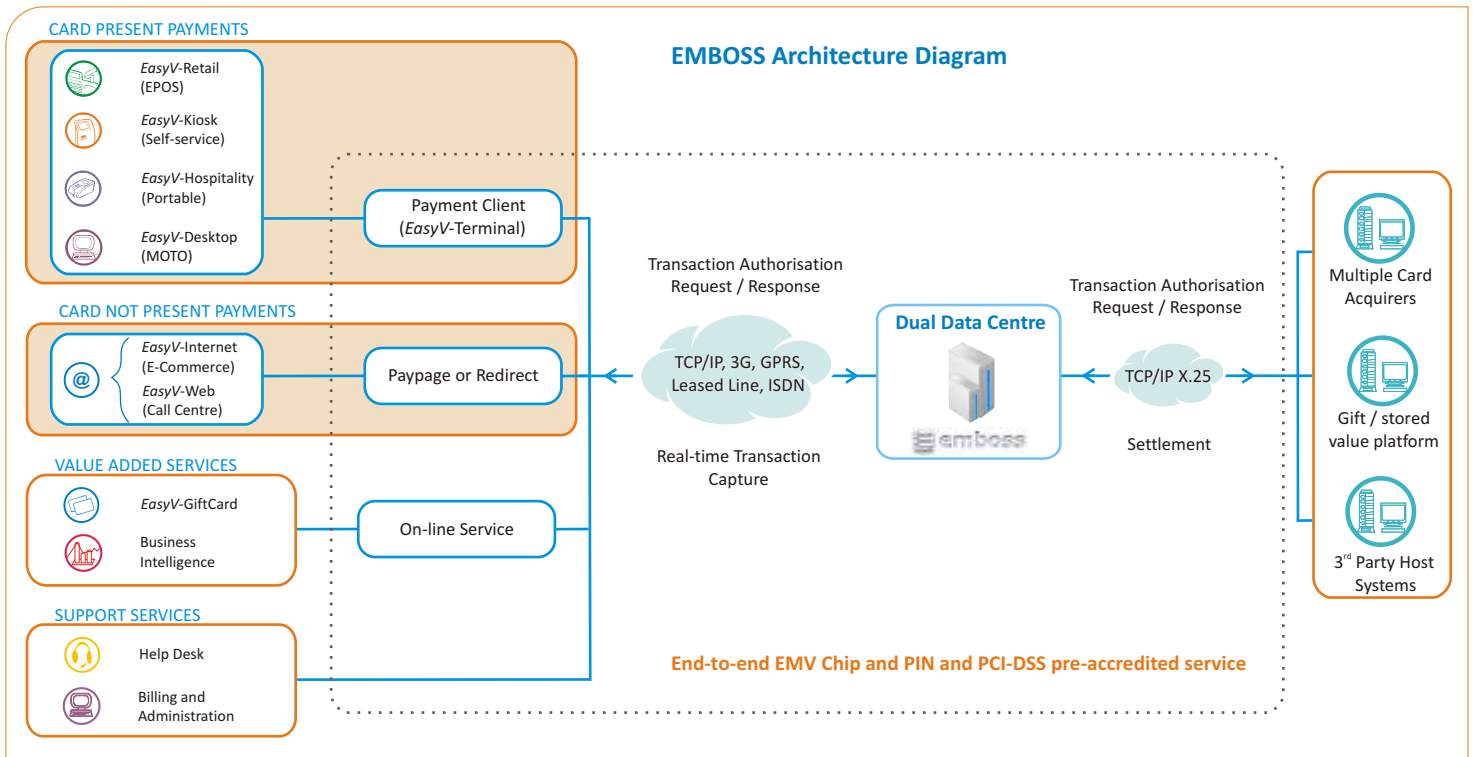 CARD PRESENT PAYMENTS
EMBOSS Architecture Diagram
EasyV-Retail
(EPOS)
EasyV-Kiosk
(Self-service)
EasyV-Hospitality
(Portable)
EasyV-Desktop
(MOTO)
Payment Client
(EasyV-Terminal)
CARD NOT PRESENT PAYMENTS
@
EasyV-Internet
(E-Commerce)
EasyV-Web
(Call Centre)
Paypage or Redirect
VALUE ADDED SERVICES
EasyV-GiftCard
Business
Intelligence
On-line Service
SUPPORT SERVICES
Help Desk
Billing and
Administration
Transaction Authorisation
Request / Response
TCP/IP, 3G, GPRS,
Leased Line, ISDN
Real-time Transaction
Capture
Dual Data Centre
emboss
Transaction Authorisation
Request / Response
TCP/IP X.25
Settlement
Multiple Card
Acquirers
Gift / stored
value platform
3rd Party Host
Systems
End-to-end EMV Chip and PIN and PCI-DSS pre-accredited service